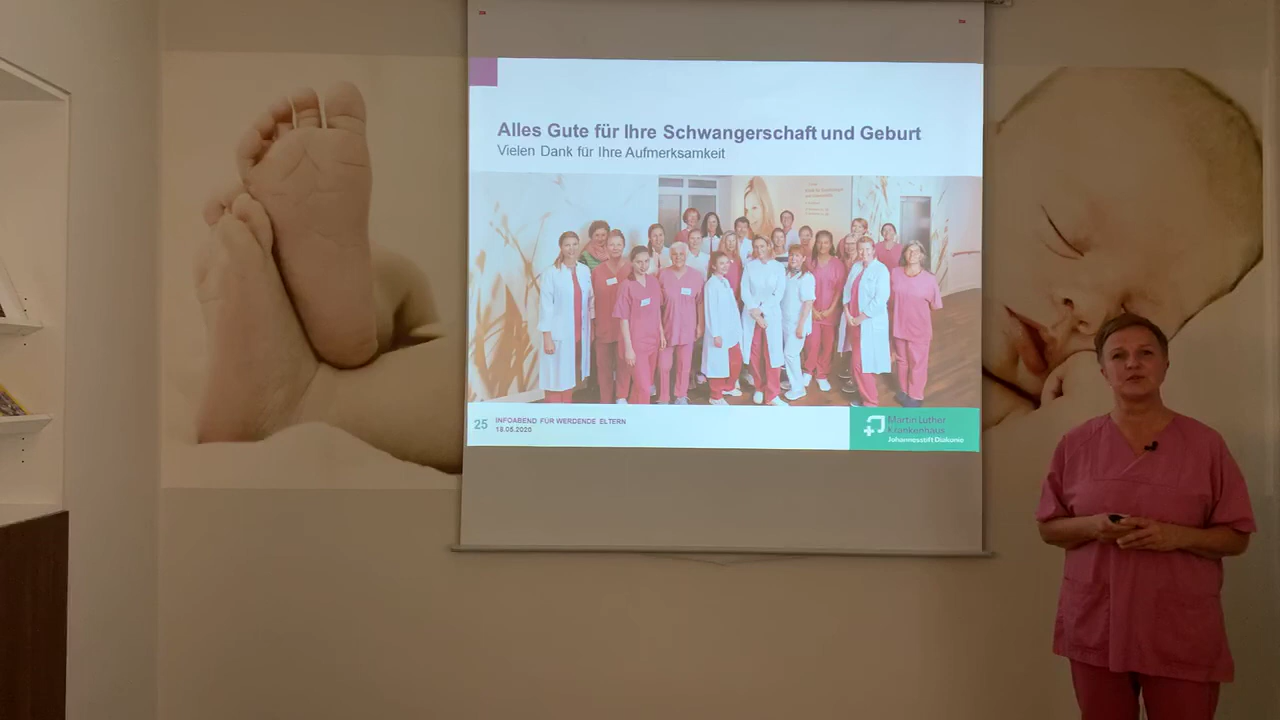 Alles Gute für Ihre Schwangerschaft und Geburt
Vielen Dank für Ihre Aufmerksamkeit
25
INFOABEND FÜR WERDENDE ELTERN
19.05.2020
Martin Luther
Krankenhaus
Johannesstift Diakonie